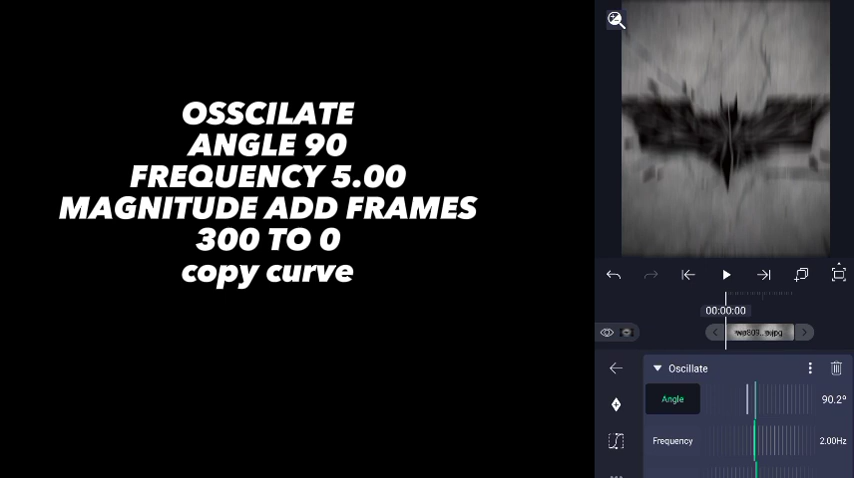 OSSCILATE
ANGLE 90
FREQUENCY 5.00
MAGNITUDE ADD FRAMES
300 TO 0
copy curve
00:00:00
Oscillate
Angle
90.2º
Frequency
2.00Hz